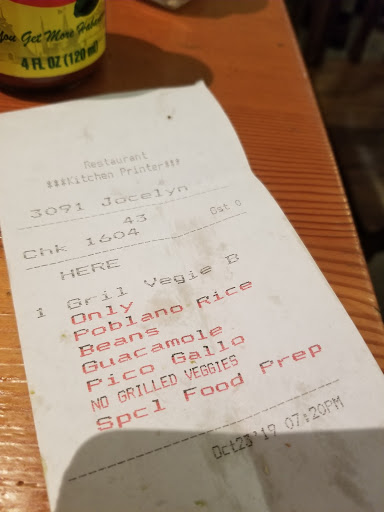 You Get More
4 FL OZ (120 ml)
Restaurant
###Kitchen Printer###
3091 Jocelyn
43
Chk 1604 Gst 0
HERE
1 Gril Vegie B
Only
Poblano Rice
Beans
Guacamole
Pico Gallo
NO GRILLED VEGGIES
Spcl Food Prep
Oct23'19 07:20PM